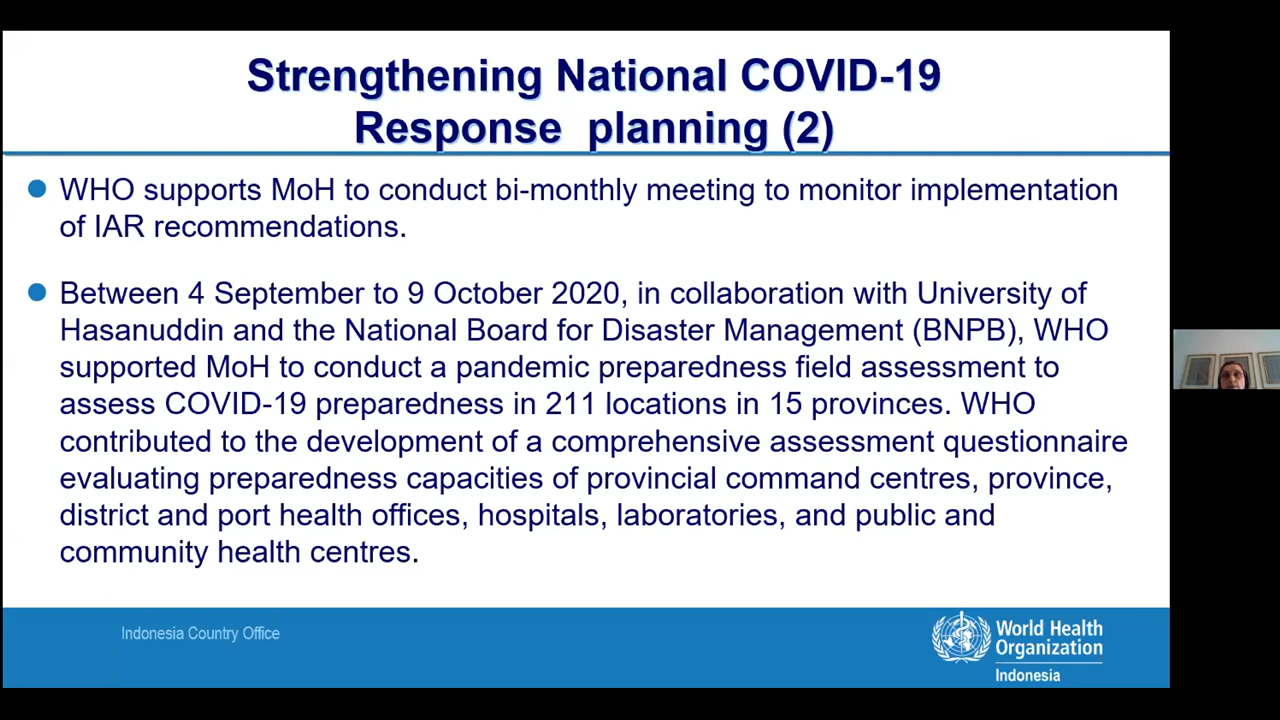 Strengthening National COVID-19
Response planning (2)
WHO supports MoH to conduct bi-monthly meeting to monitor implementation
of IAR recommendations.
Between 4 September to 9 October 2020, in collaboration with University of
Hasanuddin and the National Board for Disaster Management (BNPB), WHO
supported MoH to conduct a pandemic preparedness field assessment to
assess COVID-19 preparedness in 211 locations in 15 provinces. WHO
contributed to the development of a comprehensive assessment questionnaire
evaluating preparedness capacities of provincial command centres, province,
district and port health offices, hospitals, laboratories, and public and
community health centres.
Indonesia Country Office
World Health
Organization
Indonesia